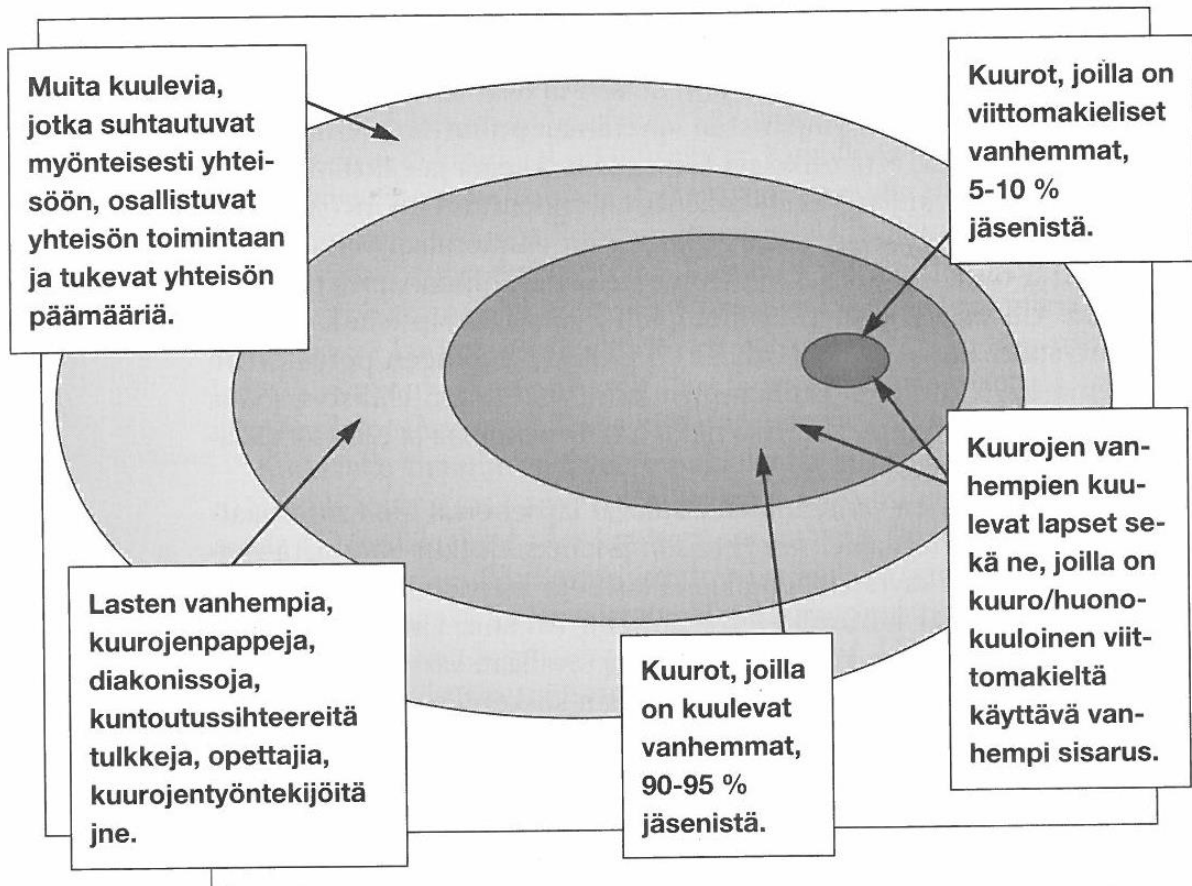 Muita kuulevia,
jotka suhtautuvat
myönteisesti yhtei-
söön, osallistuvat
yhteisön toimintaan
ja tukevat yhteisön
päämääriä.
Kuurot, joilla on
viittomakieliset
vanhemmat,
5-10 %
jäsenistä.
Lasten vanhempia,
kuurojenpappeja,
diakonissoja,
kuntoutussihteereitä
tulkkeja, opettajia,
kuurojentyöntekijöitä
jne.
Kuurot, joilla
on kuulevat
vanhemmat,
90-95 %
jäsenistä.
Kuurojen van-
hempien kuu-
levat lapset se-
kä ne, joilla on
kuuro/huono-
kuuloinen viit-
tomakieltä
käyttävä van-
hempi sisarus.